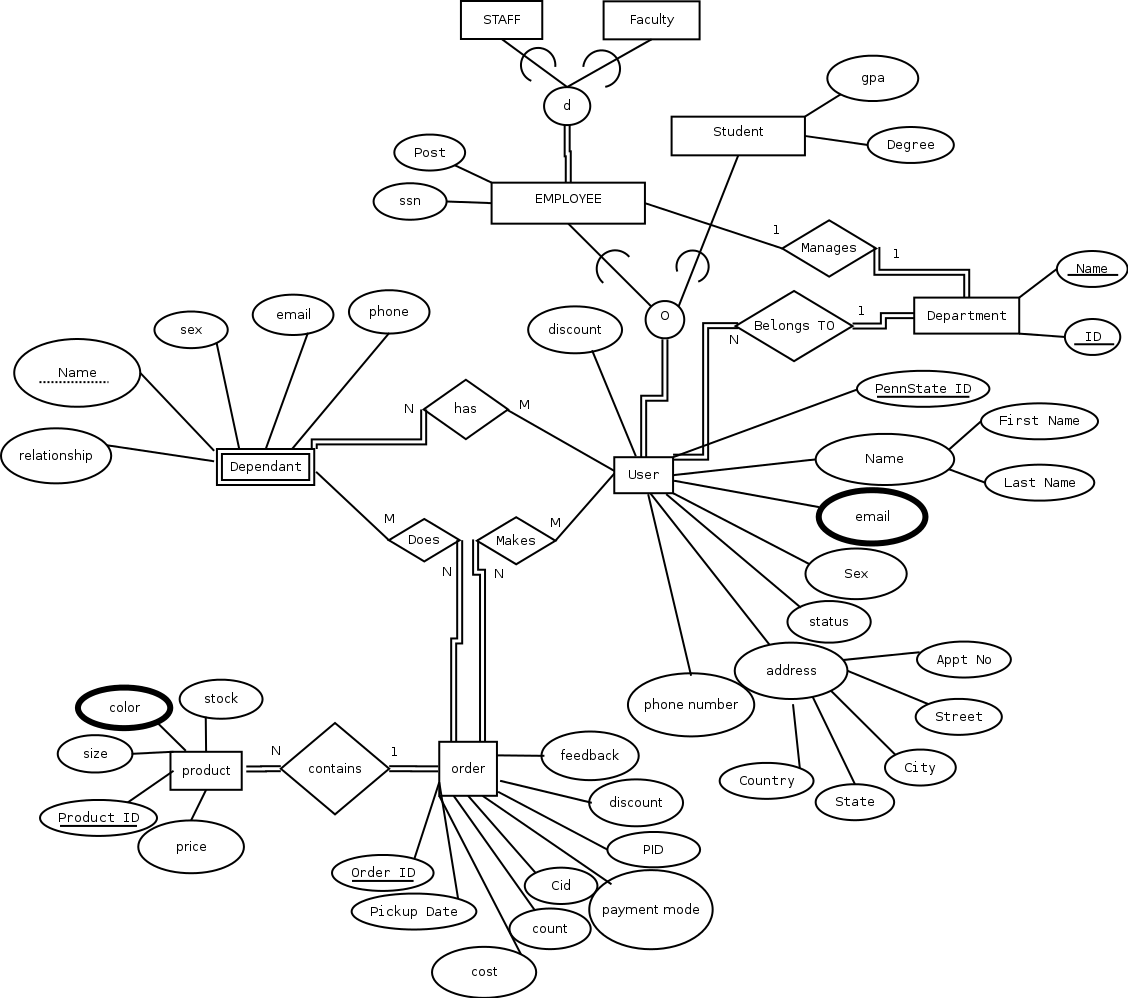 STAFF
Faculty
gpa
d
Student
Degree
Post
ssn
EMPLOYEE
1
Manages
1
Name
email
phone
sex
discount
O
Belongs TO
1
N
Department
ID
Name
relationship
N
has
M
PennState ID
First Name
Name
Last Name
Dependant
User
email
M
Does
N
Makes
M
N
Sex
status
address
Appt No
phone number
Street
City
Country
State
color
stock
size
product
N
contains
1
order
feedback
Product ID
price
discount
PID
Order ID
Cid
payment mode
Pickup Date
count
cost